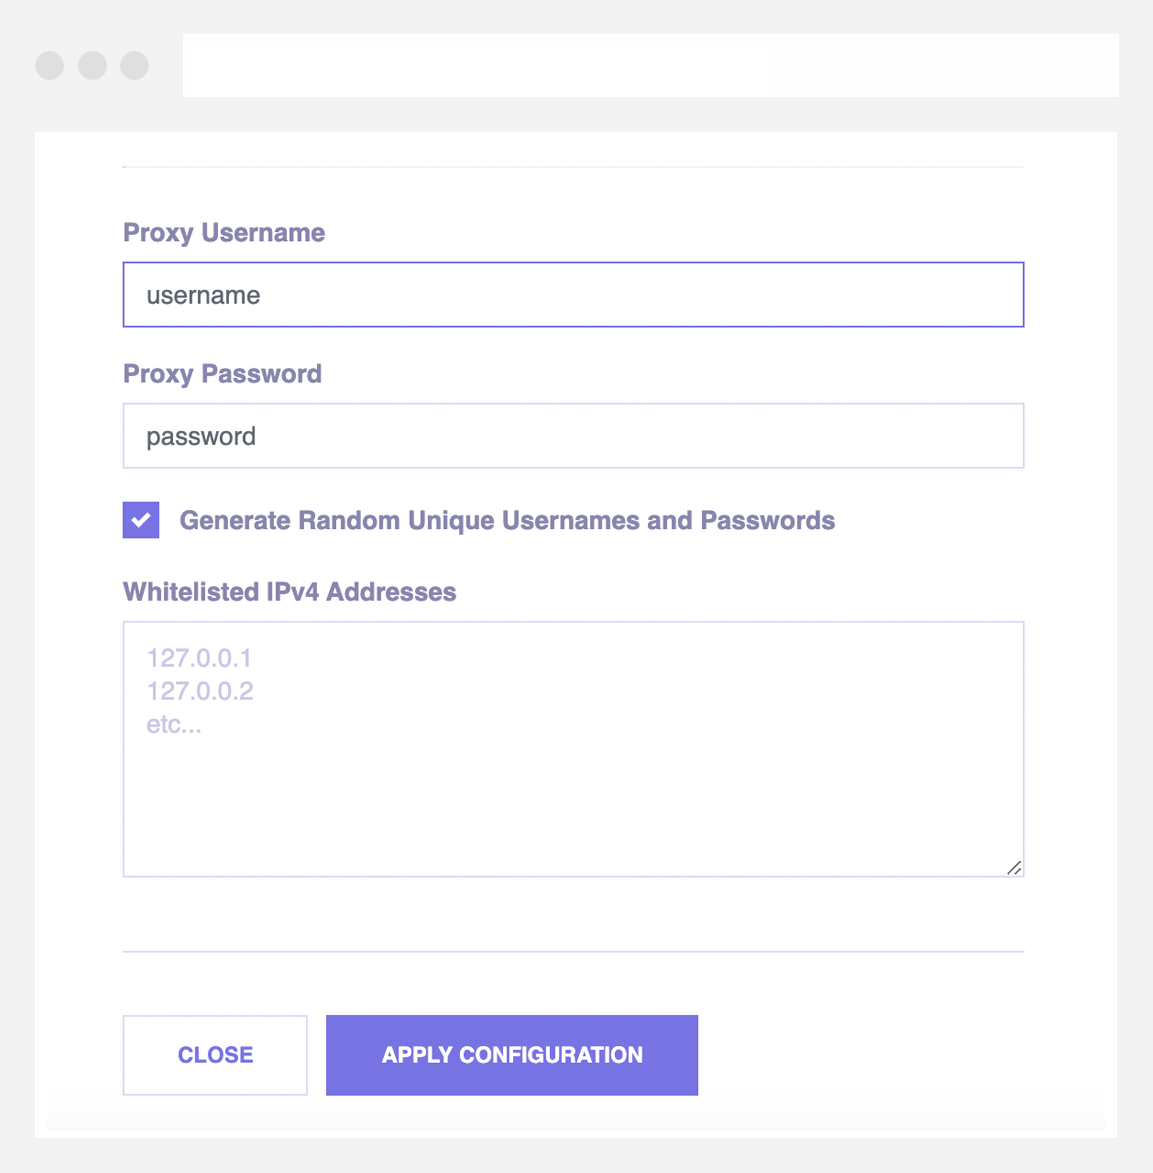 Proxy Username
username
Proxy Password
password
Generate Random Unique Usernames and Passwords
Whitelisted IPv4 Addresses
127.0.0.1
127.0.0.2
etc...
CLOSE
APPLY CONFIGURATION